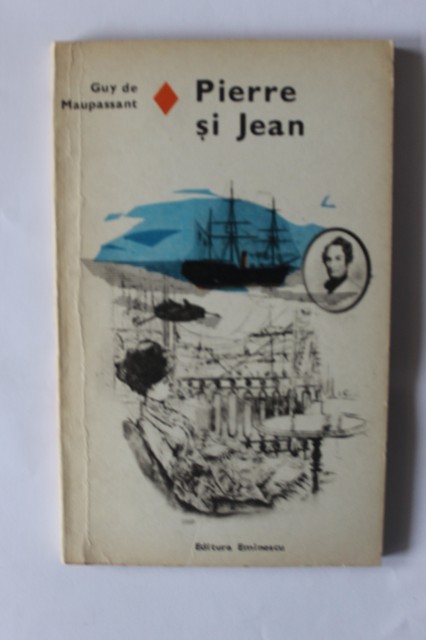 Guy de
Maupassant
Pierre
și Jean
Editura Eminescu